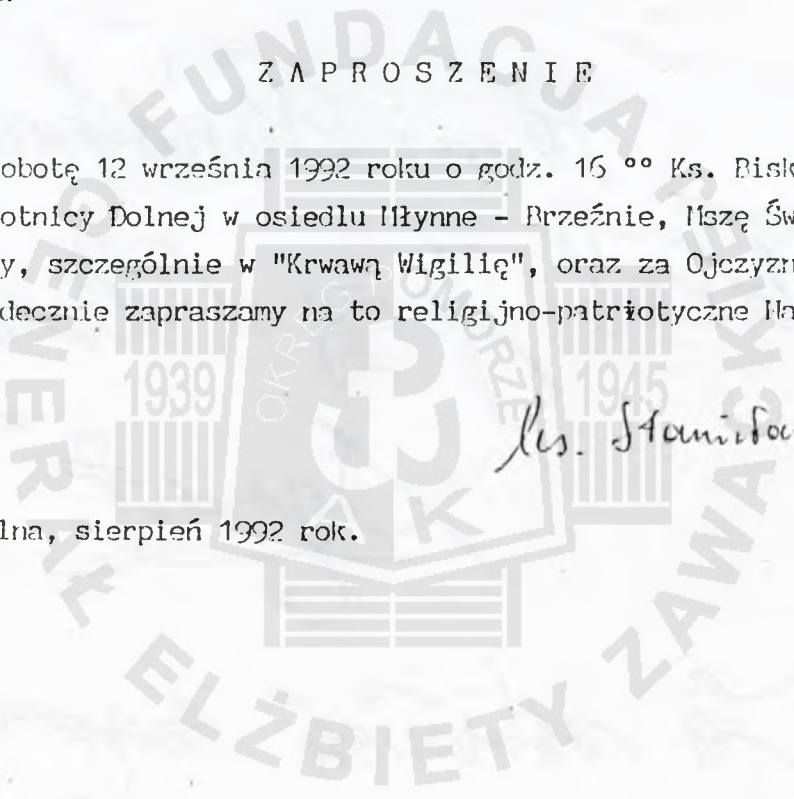 Z A P R O S Z E N I E
obotę 12 września 1992 roku o godz. 16 ºº Ks. Bisk
otnicy Dolnej w osiedlu Młynne - Brzeźnie, Mszę Św
y, szczególnie w "Krwawą Wigilię", oraz za Ojczyzn
decznie zapraszamy na to religijno-patriotyczne Na
ks. Stanisła
lna, sierpień 1992 rok.
FUNDACJA GENERAŁ ELŻBIETY ZAWACKIEJ
OKRĘG POMORZE
1939
1945
AK